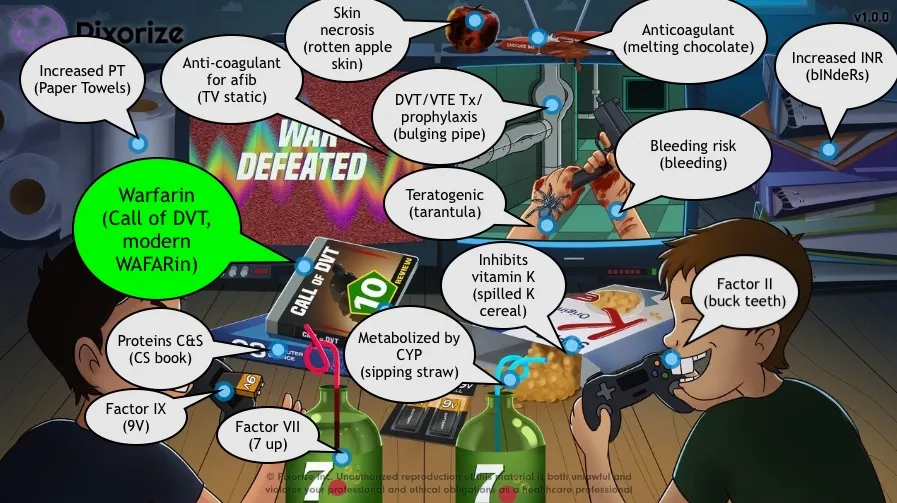 Pixorize
v1.0.0
Skin
necrosis
(rotten apple
skin)
Anticoagulant
(melting chocolate)
Increased PT
(Paper Towels)
Anti-coagulant
for afib
(TV static)
DVT/VTE Tx/
prophylaxis
(bulging pipe)
Increased INR
(bINdeRs)
WAR
DEFEATED
Bleeding risk
(bleeding)
Teratogenic
(tarantula)
Warfarin
(Call of DVT,
modern
WAFARin)
CALL OF DVT
10
REVIEW
Inhibits
vitamin K
(spilled K
cereal)
Factor II
(buck teeth)
K
Proteins C&S
(CS book)
Metabolized by
CYP
(sipping straw)
Factor IX
(9V)
9V
9V
Factor VII
(7 up)
7
7
© Pixorize Inc. Unauthorized reproduction of this material is both unlawful and
violates your professional and ethical obligations as a healthcare professional